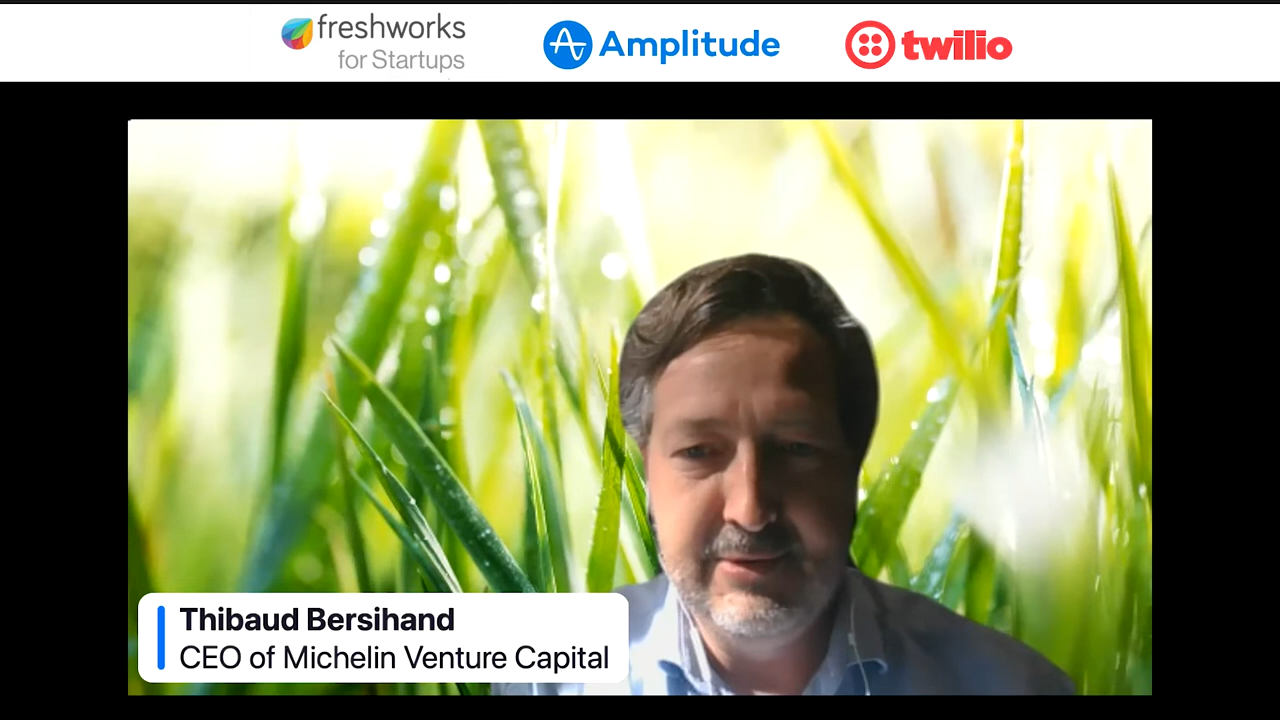 freshworks
for Startups
Amplitude
twilio
Thibaud Bersihand
CEO of Michelin Venture Capital